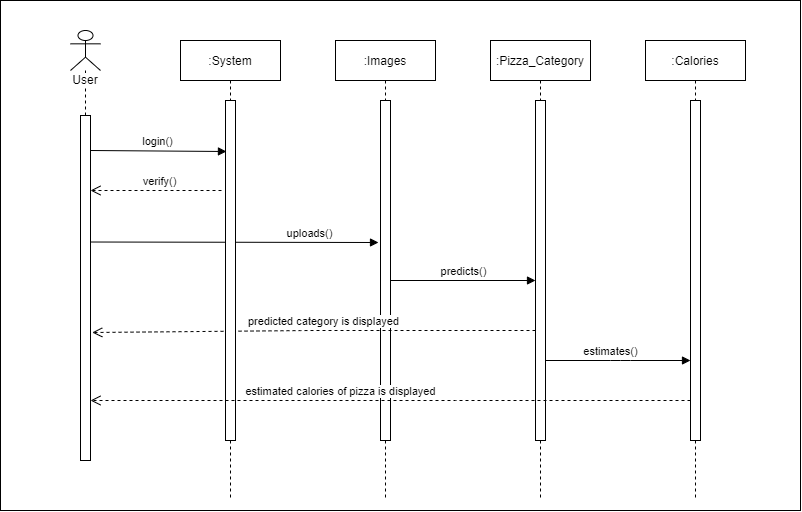 User
:System
:Images
:Pizza_Category
:Calories
login()
verify()
uploads()
predicts()
predicted category is displayed
estimates()
estimated calories of pizza is displayed